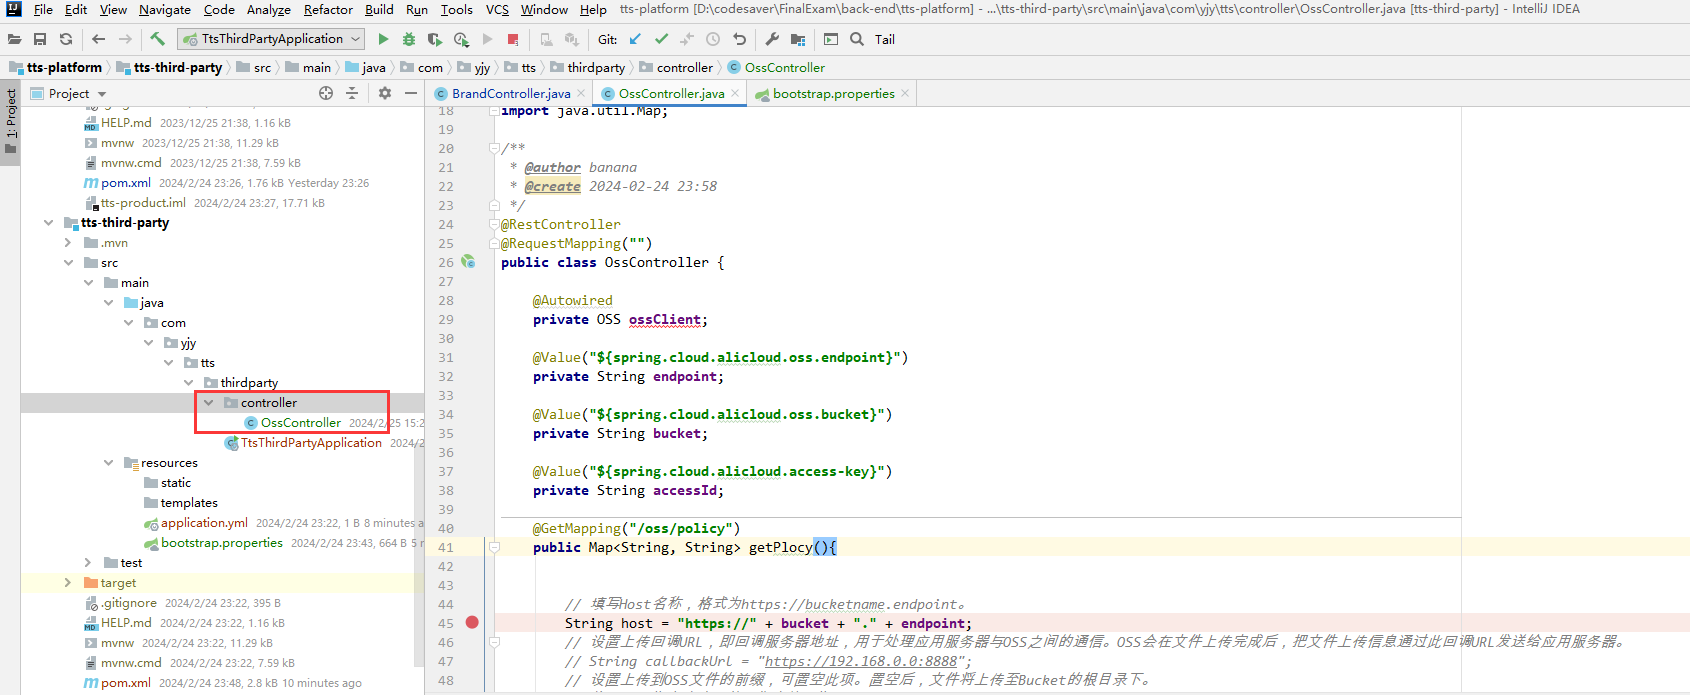 File Edit View Navigate Code Analyze Refactor Build Run Tools VCS Window Help tts-platform [D:\codesaver\FinalExam\back-end\tts-platform] - ...\tts-third-party\src\main\java\com\yjy\tts\controller\OssController.java [tts-third-party] - IntelliJ IDEA
TtsThirdPartyApplication Git: Tail
tts-platform tts-third-party src main java com yjy tts thirdparty controller OssController
1: Project
Project
HELP.md 2023/12/25 21:38, 1.16 kB
mvnw 2023/12/25 21:38, 11.29 kB
mvnw.cmd 2023/12/25 21:38, 7.59 kB
pom.xml 2024/2/24 23:26, 1.76 kB Yesterday 23:26
tts-product.iml 2024/2/24 23:27, 17.71 kB
tts-third-party
.mvn
src
main
java
com
yjy
tts
thirdparty
controller
OssController 2024/2/25 15:2
TtsThirdPartyApplication 2024/2
resources
static
templates
application.yml 2024/2/24 23:22, 1 B 8 minutes a
bootstrap.properties 2024/2/24 23:43, 664 B 5 m
test
target
.gitignore 2024/2/24 23:22, 395 B
HELP.md 2024/2/24 23:22, 1.16 kB
mvnw 2024/2/24 23:22, 11.29 kB
mvnw.cmd 2024/2/24 23:22, 7.59 kB
pom.xml 2024/2/24 23:48, 2.8 kB 10 minutes ago
BrandController.java OssController.java bootstrap.properties
18 import java.util.Map;
19
20 /**
21 * @author banana
22 * @create 2024-02-24 23:58
23 */
24 @RestController
25 @RequestMapping("")
26 public class OssController {
27
28 @Autowired
29 private OSS ossClient;
30
31 @Value("${spring.cloud.alicloud.oss.endpoint}")
32 private String endpoint;
33
34 @Value("${spring.cloud.alicloud.oss.bucket}")
35 private String bucket;
36
37 @Value("${spring.cloud.alicloud.access-key}")
38 private String accessId;
39
40 @GetMapping("/oss/policy")
41 public Map<String, String> getPlocy(){
42
43
44 // 填写Host名称，格式为https://bucketname.endpoint。
45 String host = "https://" + bucket + "." + endpoint;
46 // 设置上传回调URL，即回调服务器地址，用于处理应用服务器与OSS之间的通信。OSS会在文件上传完成后，把文件上传信息通过此回调URL发送给应用服务器。
47 // String callbackUrl = "https://192.168.0.0:8888";
48 // 设置上传到OSS文件的前缀，可置空此项。置空后，文件将上传至Bucket的根目录下。